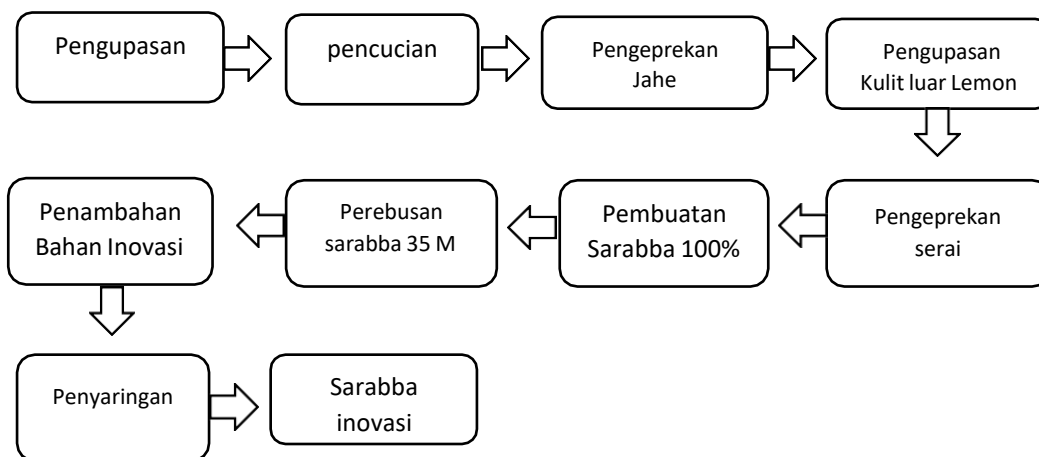 Pengupasan
pencucian
Pengeprekan
Jahe
Pengupasan
Kulit luar Lemon
Pengeprekan
serai
Pembuatan
Sarabba 100%
Perebusan
sarabba 35 M
Penambahan
Bahan Inovasi
Penyaringan
Sarabba
inovasi